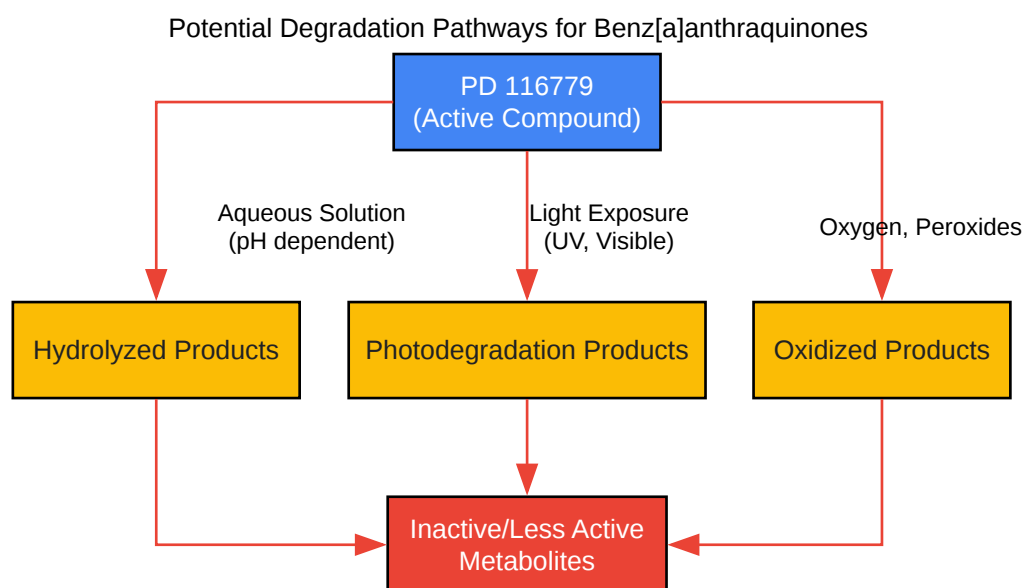 Potential Degradation Pathways for Benz[a]anthraquinones
PD 116779
(Active Compound)
Aqueous Solution
(pH dependent)
Light Exposure
(UV, Visible)
Oxygen, Peroxides
Hydrolyzed Products
Photodegradation Products
Oxidized Products
Inactive/Less Active
Metabolites